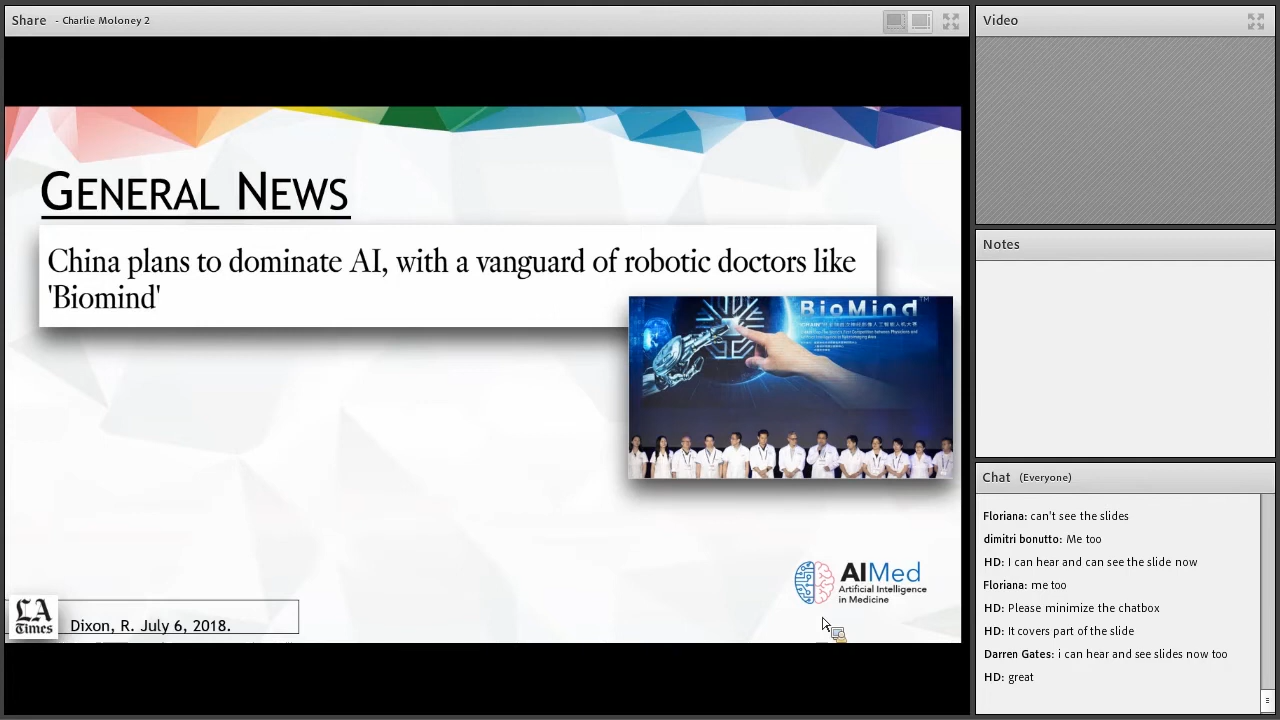 Share - Charlie Moloney 2
GENERAL NEWS
China plans to dominate AI, with a vanguard of robotic doctors like
'Biomind'
BioMind™
AIMed
Artificial Intelligence
in Medicine
LA
Times
Dixon, R. July 6, 2018.
Video
Notes
Chat (Everyone)
Floriana: can't see the slides
dimitri bonutto: Me too
HD: I can hear and can see the slide now
Floriana: me too
HD: Please minimize the chatbox
HD: It covers part of the slide
Darren Gates: i can hear and see slides now too
HD: great